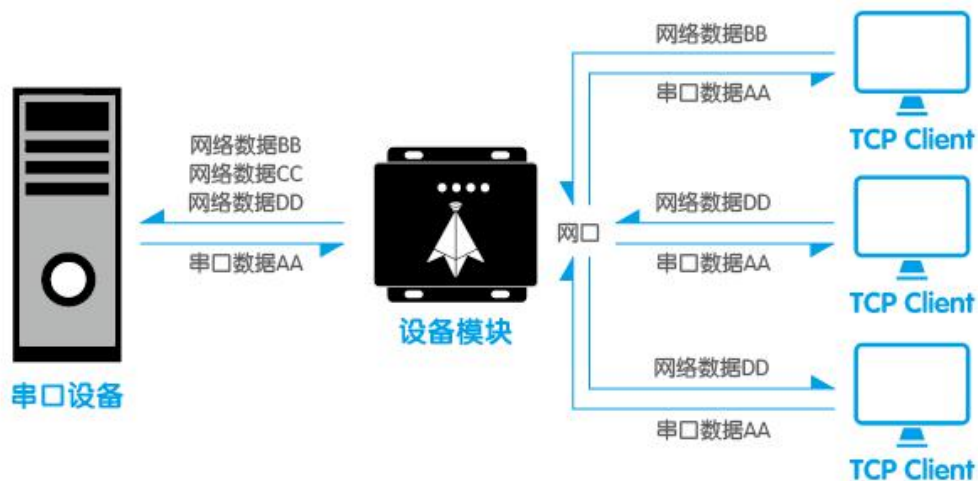 网络数据BB
串口数据AA
TCP Client
网络数据BB
网络数据CC
网络数据DD
串口数据AA
网口
网络数据DD
串口数据AA
TCP Client
设备模块
串口设备
网络数据DD
串口数据AA
TCP Client